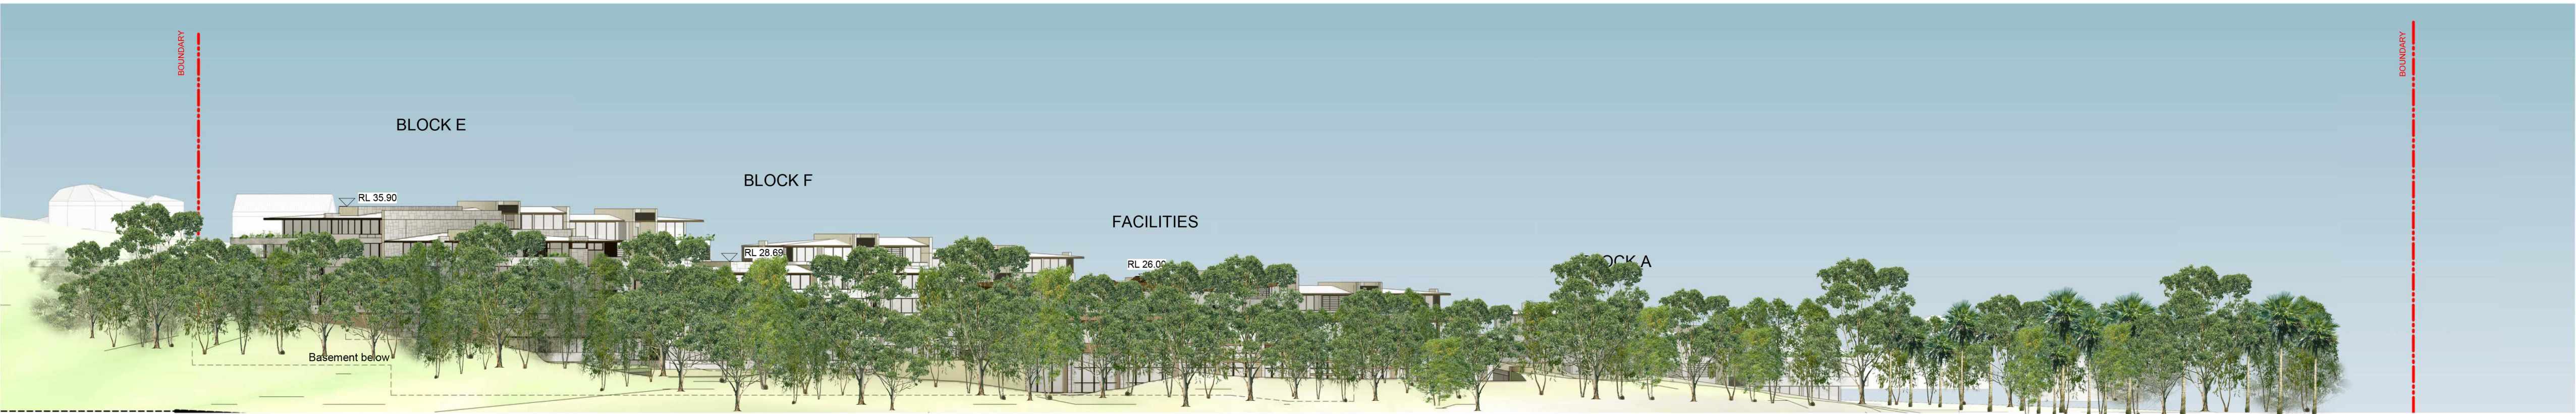 BOUNDARY
BOUNDARY
BLOCK E
BLOCK F
RL 35.90
FACILITIES
RL 28.69
RL 26.00
OCK A
Basement below